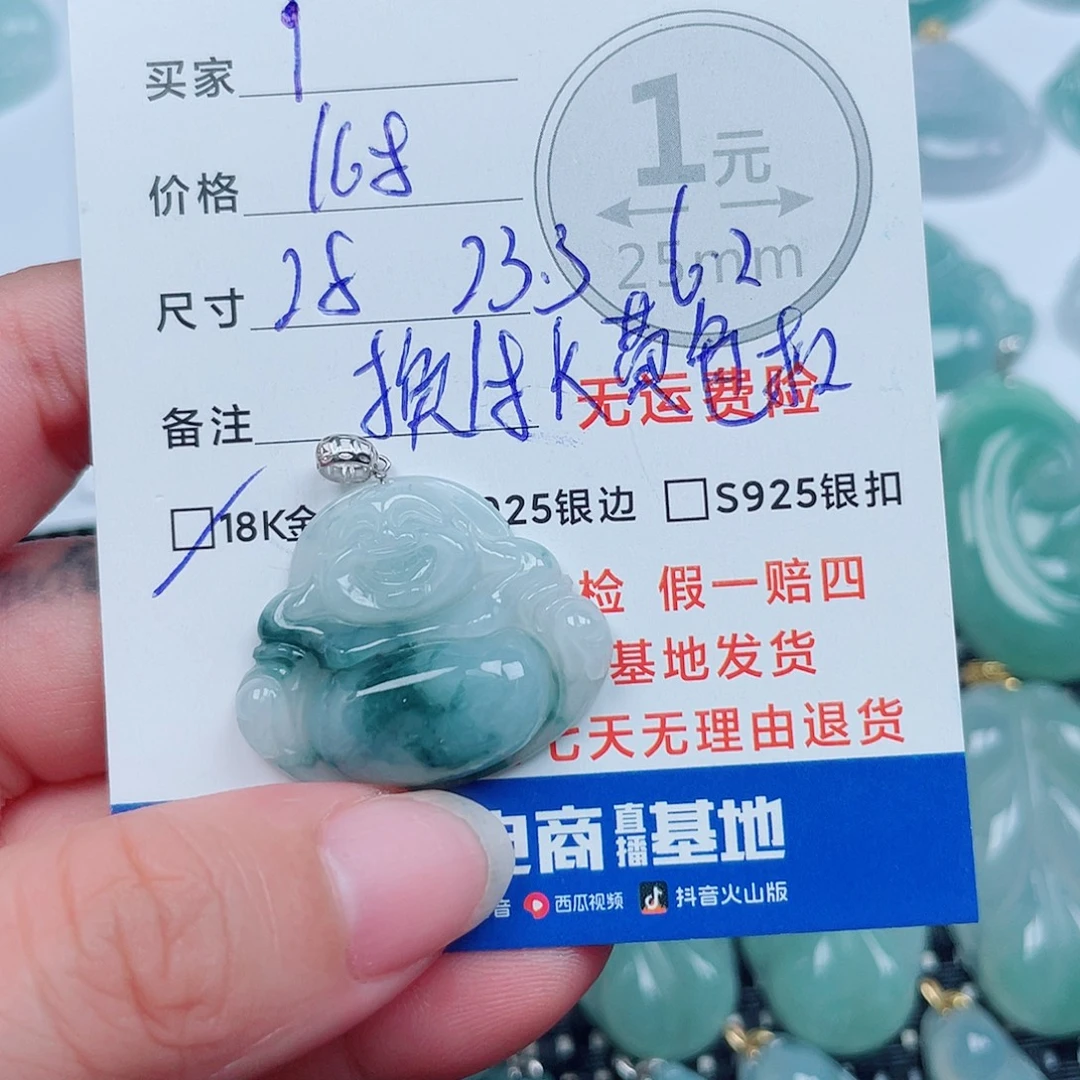 买家 9
1元
价格 168
25mm
尺寸 28 23.3 6.2
备注 换18K黄色扣
无运费险
18K金 925银边 S925银扣
检 假一赔四
基地发货
七天无理由退货
电商直播基地
音 西瓜视频 抖音火山版